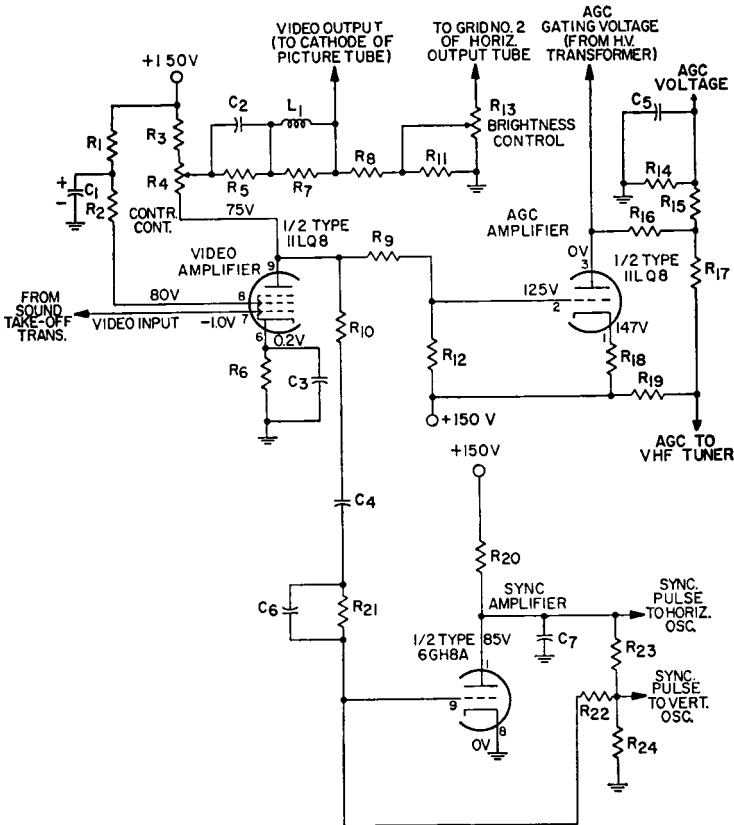 VIDEO OUTPUT
(TO CATHODE OF
PICTURE TUBE)
TO GRID NO. 2
OF HORIZ.
OUTPUT TUBE
AGC
GATING VOLTAGE
(FROM H.V.
TRANSFORMER)
AGC
VOLTAGE
+150V
C5
C2
L1
R13
BRIGHTNESS
CONTROL
R1
R3
R14
R15
+
C1
-
R2
R4
R5
R7
R8
R11
CONTR.
CONT.
75V
R16
1/2 TYPE
11LQ8
VIDEO
AMPLIFIER
9
R9
AGC
AMPLIFIER
0V
3
1/2 TYPE
11LQ8
R17
FROM
SOUND
TAKE-OFF
TRANS.
80V
8
VIDEO INPUT
-1.0V
7
6
0.2V
125V
2
147V
1
R10
R12
R18
R6
C3
R19
+150 V
AGC TO
VHF TUNER
+150V
C4
R20
SYNC
AMPLIFIER
SYNC.
PULSE
TO HORIZ.
OSC.
C6
R21
C7
1/2 TYPE
6GH8A
85V
1
R23
9
R22
SYNC.
PULSE
TO VERT.
OSC.
8
0V
R24